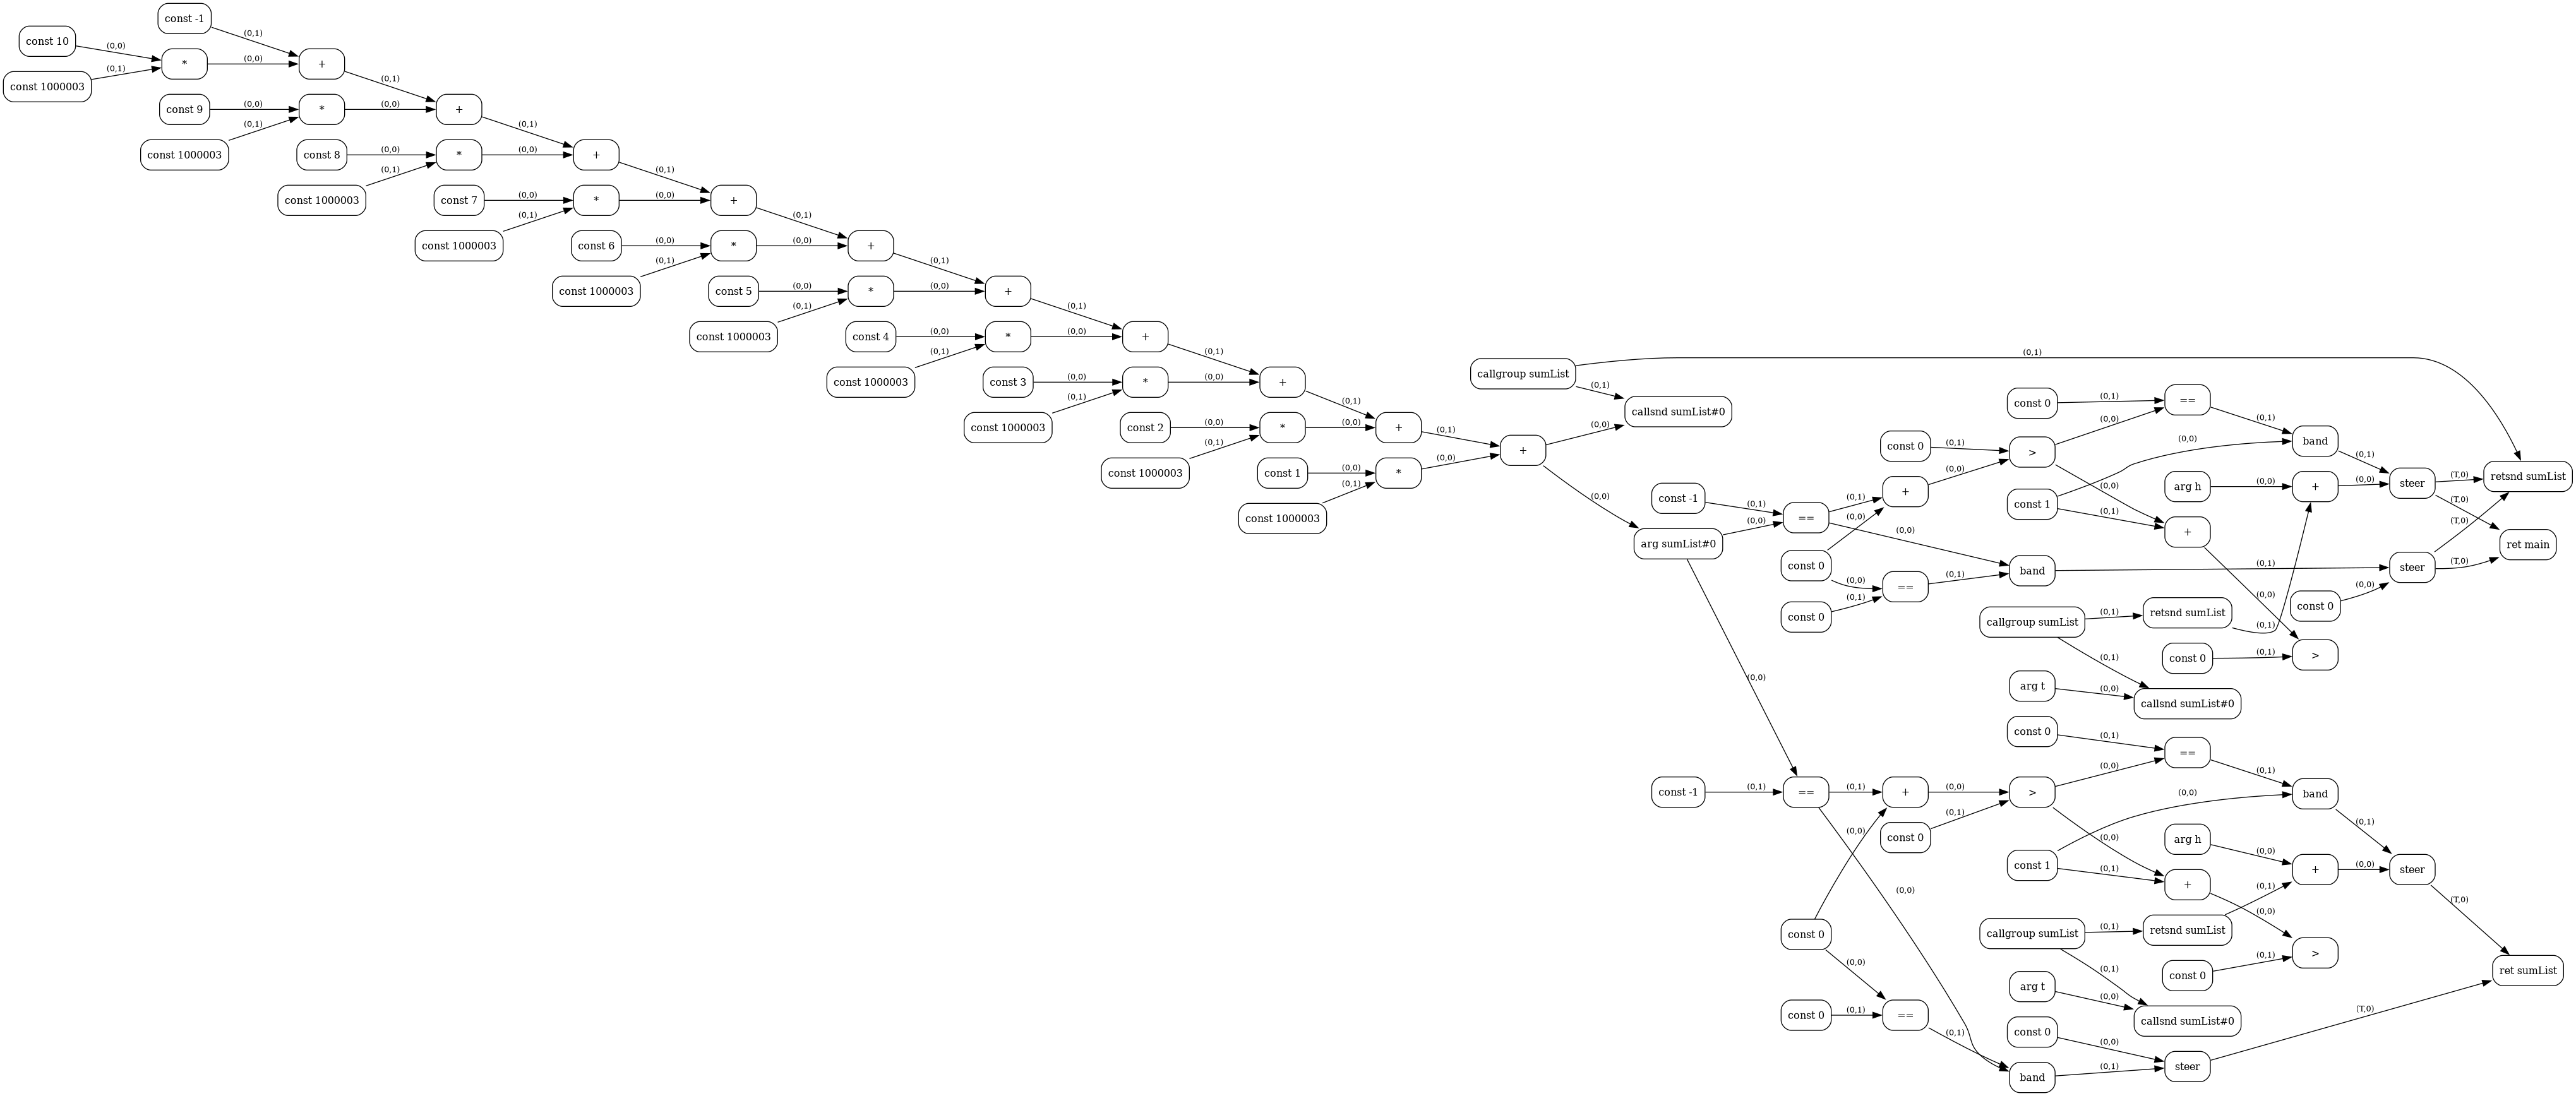 const -1
(0,1)
const 10
(0,0)
*
(0,0)
+
const 1000003
(0,1)
(0,1)
const 9
(0,0)
*
(0,0)
+
const 1000003
(0,1)
(0,1)
const 8
(0,0)
*
(0,0)
+
const 1000003
(0,1)
(0,1)
const 7
(0,0)
*
(0,0)
+
const 1000003
(0,1)
(0,1)
const 6
(0,0)
*
(0,0)
+
const 1000003
(0,1)
(0,1)
const 5
(0,0)
*
(0,0)
+
const 1000003
(0,1)
(0,1)
const 4
(0,0)
*
(0,0)
+
const 1000003
(0,1)
(0,1)
const 3
(0,0)
*
(0,0)
+
const 1000003
(0,1)
(0,1)
const 2
(0,0)
*
(0,0)
+
const 1000003
(0,1)
(0,1)
const 1
(0,0)
*
(0,0)
+
const 1000003
(0,1)
(0,0)
(0,0)
callgroup sumList
(0,1)
(0,1)
callsnd sumList#0
arg sumList#0
(0,0)
(0,0)
const -1
(0,1)
==
(0,1)
(0,0)
const 0
(0,0)
(0,0)
+
(0,0)
const 0
(0,1)
==
(0,1)
band
(0,1)
const 0
(0,1)
>
(0,0)
(0,0)
const 0
(0,1)
==
(0,1)
const 1
(0,0)
(0,1)
band
(0,1)
arg h
(0,0)
+
(0,0)
steer
(T,0)
(T,0)
retsnd sumList
+
(0,0)
const 0
(0,0)
steer
(T,0)
(T,0)
ret main
callgroup sumList
(0,1)
(0,1)
retsnd sumList
(0,1)
const 0
(0,1)
>
arg t
(0,0)
callsnd sumList#0
const -1
(0,1)
==
(0,1)
(0,0)
const 0
(0,0)
(0,0)
+
(0,0)
const 0
(0,1)
==
(0,1)
band
(0,1)
const 0
(0,1)
>
(0,0)
(0,0)
const 0
(0,1)
==
(0,1)
const 1
(0,0)
(0,1)
band
(0,1)
arg h
(0,0)
+
(0,0)
steer
(T,0)
+
(0,0)
callgroup sumList
(0,1)
(0,1)
retsnd sumList
(0,1)
const 0
(0,1)
>
arg t
(0,0)
callsnd sumList#0
const 0
(0,0)
steer
(T,0)
ret sumList